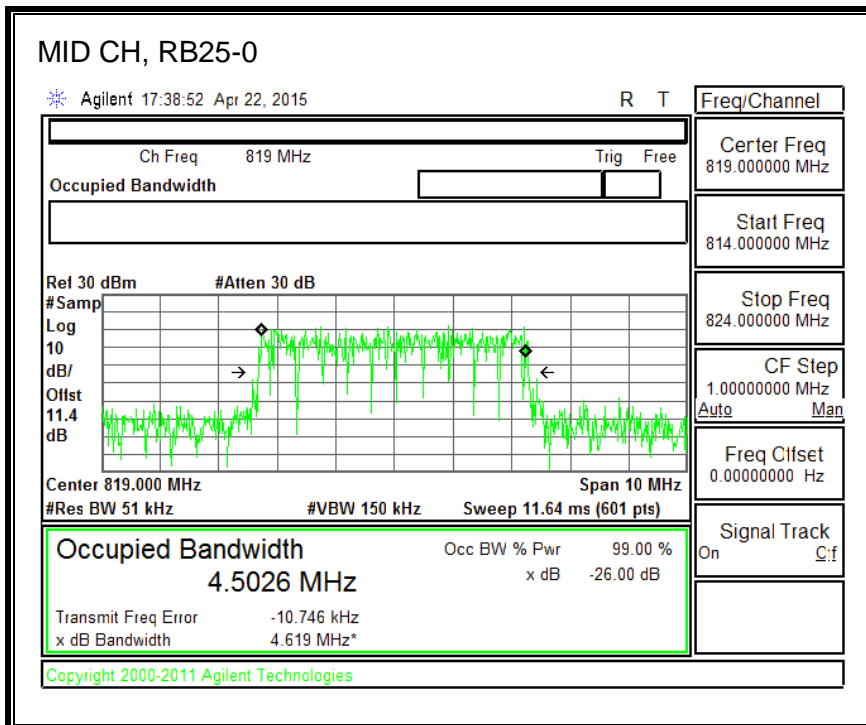 MID CH, RB25-0
Agilent 17:38:52 Apr 22, 2015 R T
Freq/Channel
Ch Freq 819 MHz Trig Free
Occupied Bandwidth
Center Freq
819.000000 MHz
Start Freq
814.000000 MHz
Stop Freq
824.000000 MHz
CF Step
1.00000000 MHz
Auto Man
Freq Offset
0.00000000 Hz
Signal Track
On Off
Ref 30 dBm #Atten 30 dB
#Samp
Log
10
dB/
Offst
11.4
dB
Center 819.000 MHz Span 10 MHz
#Res BW 51 kHz #VBW 150 kHz Sweep 11.64 ms (601 pts)
Occupied Bandwidth Occ BW % Pwr 99.00 %
4.5026 MHz x dB -26.00 dB
Transmit Freq Error -10.746 kHz
x dB Bandwidth 4.619 MHz*
Copyright 2000-2011 Agilent Technologies